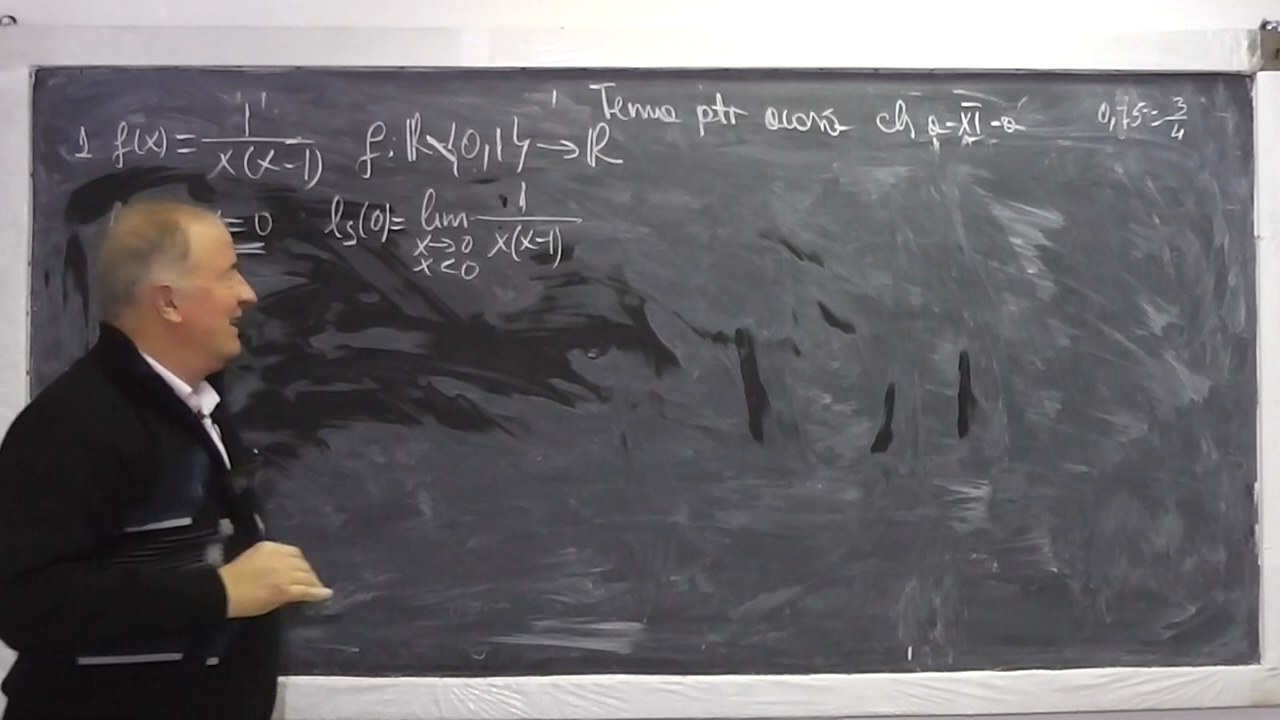 Tema ptr acasă cls a-XI-a
0,75=3/4
1 f(x)=1/(x(x-1)) f:ℝ\{0,1}→ℝ
=0 ls(0)=lim x→0 x<0 1/(x(x-1))